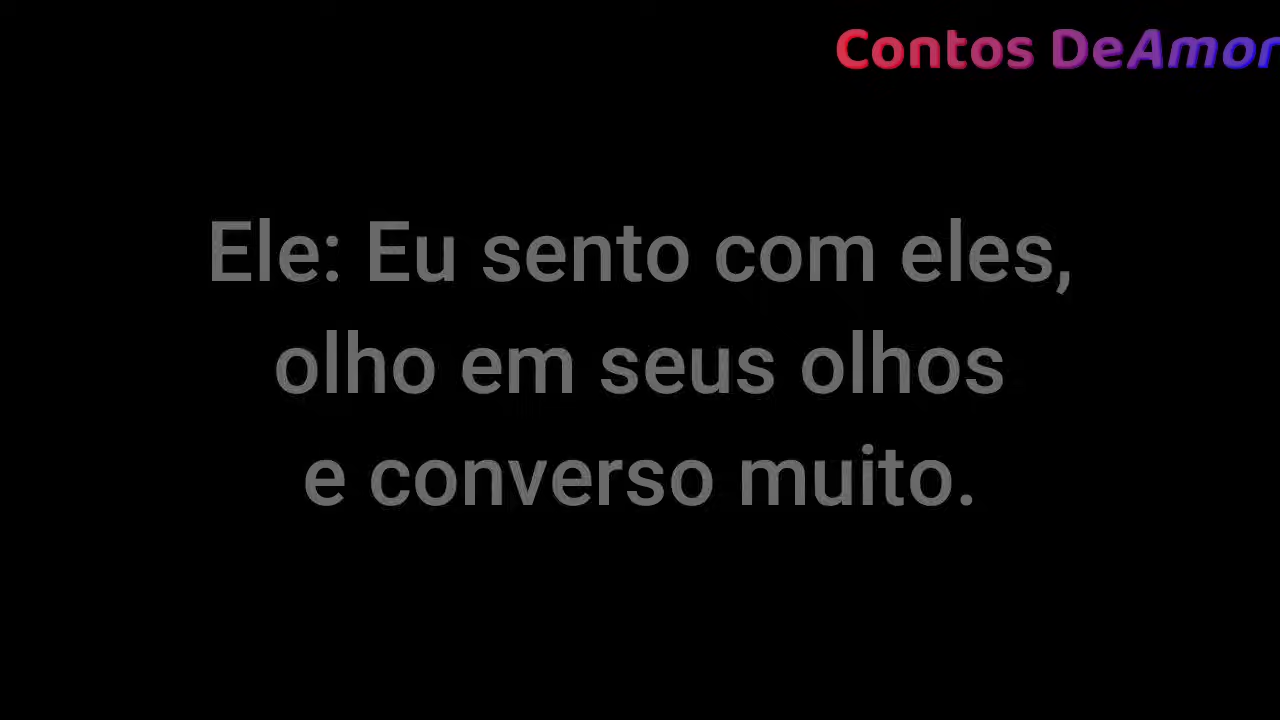 Contos DeAmor
Ele: Eu sento com eles,
olho em seus olhos
e converso muito.